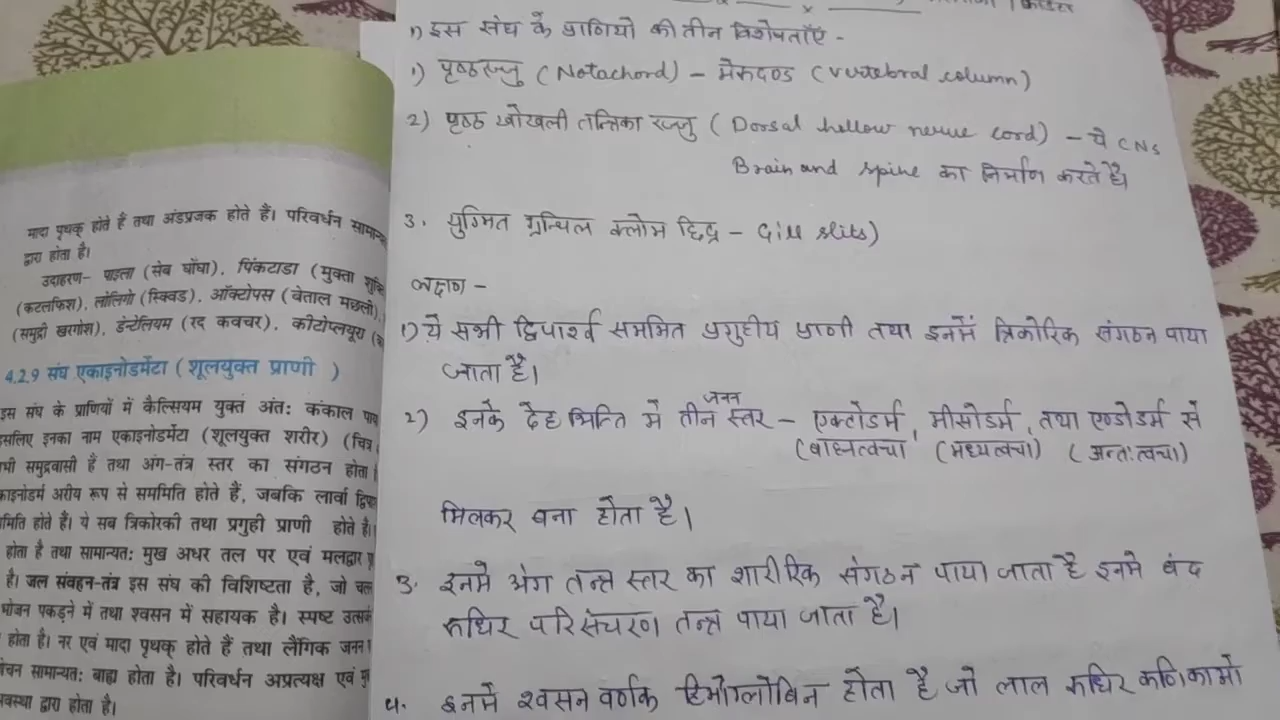 मादा पृथक् होते हैं तथा अंडप्रजक होते हैं। परिवर्धन
द्वारा होता है।
उदाहरण– पाइला (सेब घोंघा), पिंकटाडा (मुक्ता
(कटलफिश), लोलिगो (स्क्विड), ऑक्टोपस (बेताल मछली),
(समुद्री खरगोश), डेन्टेलियम (रद कवचर), कीटोप्लयूरा
4.2.9 संघ एकाइनोडर्मेटा (शूलयुक्त प्राणी )
इस संघ के प्राणियों में कैल्सियम युक्त अंत: कंकाल
इसलिए इनका नाम एकाइनोडर्मेटा (शूलयुक्त शरीर) (चित्र
समुद्रवासी हैं तथा अंग-तंत्र स्तर का संगठन होता
अरीय रूप से सममिति होते हैं, जबकि लार्वा
होते हैं। ये सब त्रिकोरकी तथा प्रगुही प्राणी होते हैं।
होता है तथा सामान्यत: मुख अधर तल पर एवं मलद्वार
है। जल संवहन-तंत्र इस संघ की विशिष्टता है, जो
भोजन पकड़ने में तथा श्वसन में सहायक है। स्पष्ट
होता है। नर एवं मादा पृथक् होते हैं तथा लैंगिक जनन
सामान्यत: बाह्य होता है। परिवर्धन अप्रत्यक्ष एवं
द्वारा होता है।
1) इस संघ के प्राणियो की तीन विशेषताएँ -
1) पृष्ठरज्जु (Notachord) - मेरूदण्ड (vertebral column)
2) पृष्ठ खोखली तन्त्रिका रज्जु (Dorsal hollow nerve cord) - ये CNS
Brain and spine का निर्माण करते है।
3. युग्मित ग्रन्थिल क्लोम छिद्र - Gill slits)
लक्षण -
1) ये सभी द्विपार्श्व सममित प्रगुहीय प्राणी तथा इनमें त्रिकोरिक संगठन पाया
जाता है।
जनन
2) इनके देह भित्ति मे तीन स्तर - एक्टोडर्म, मीसोडर्म, तथा एण्डोडर्म से
(बाह्यत्वचा) (मध्यत्वचा) (अन्त:त्वचा)
मिलकर बना होता है।
3. इनमे अंग तन्त्र स्तर का शारीरिक संगठन पाया जाता है इनमे बंद
रूधिर परिसंचरण तन्त्र पाया जाता है।
4. इनमे श्वसन वर्णक हिमोग्लोबिन होता है जो लाल रूधिर कणिकाओ